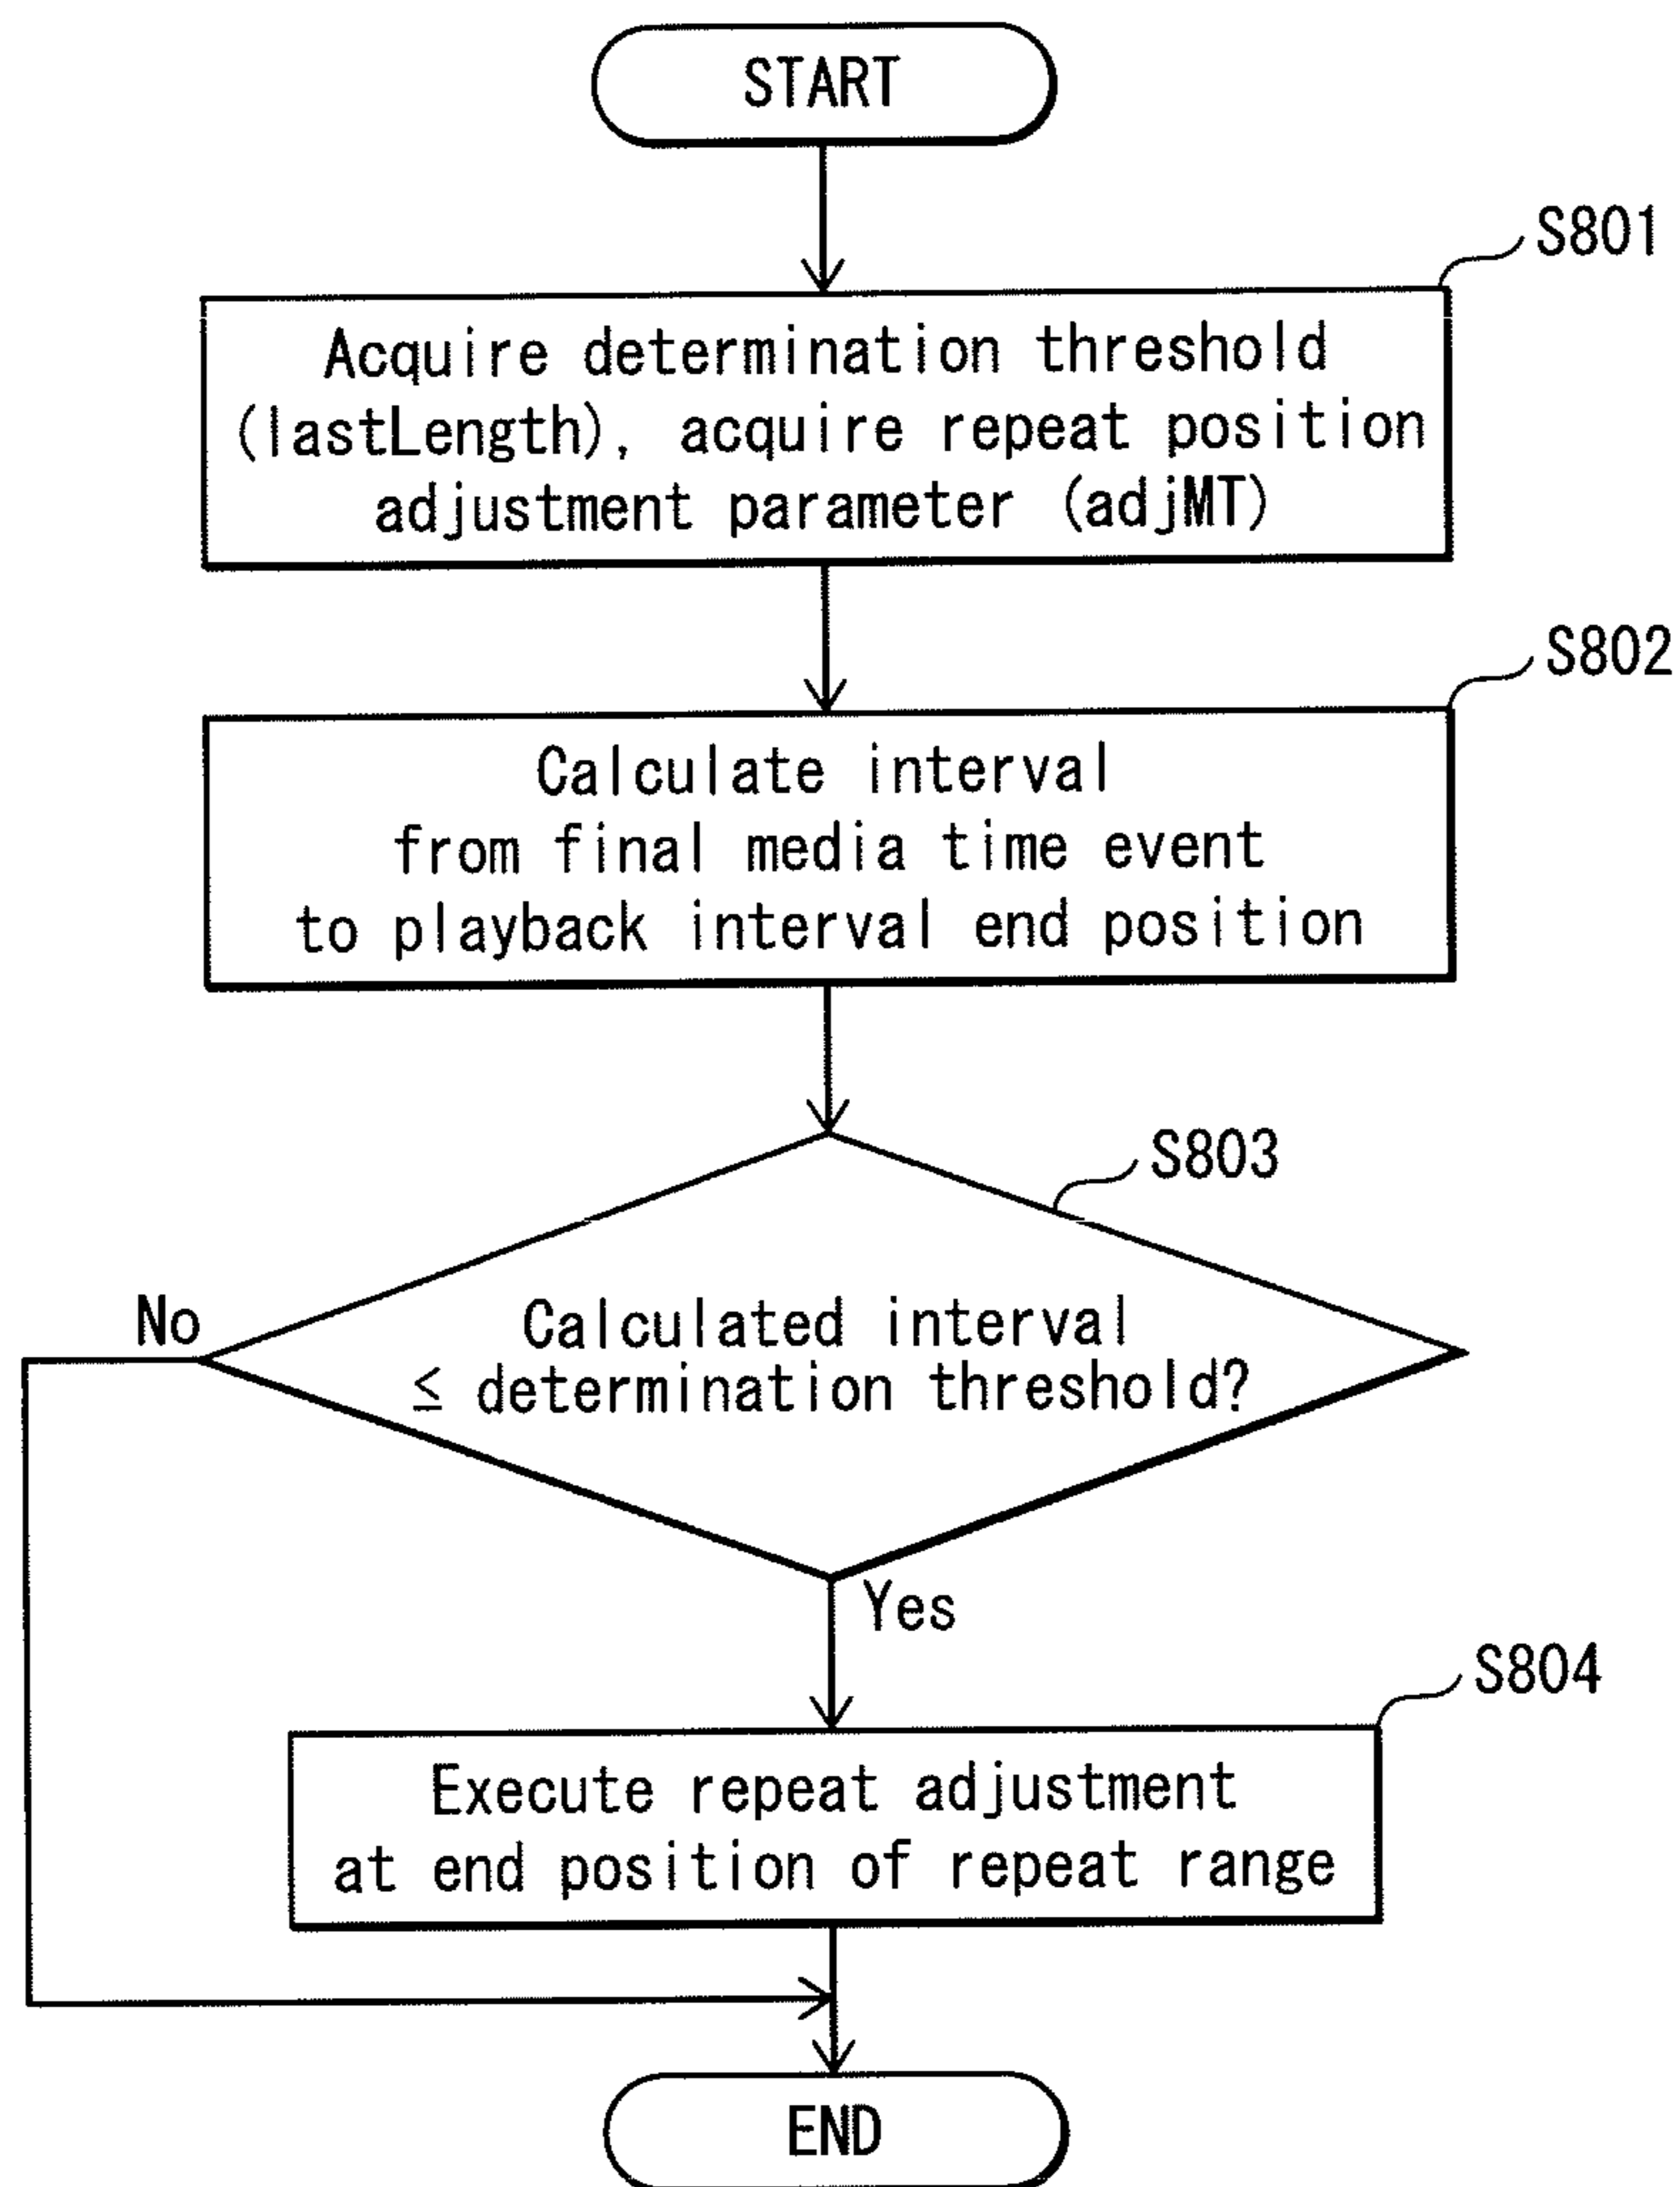 START
S801
Acquire determination threshold
(lastLength), acquire repeat position
adjustment parameter (adjMT)
S802
Calculate interval
from final media time event
to playback interval end position
S803
No
Calculated interval
≤ determination threshold?
Yes
S804
Execute repeat adjustment
at end position of repeat range
END